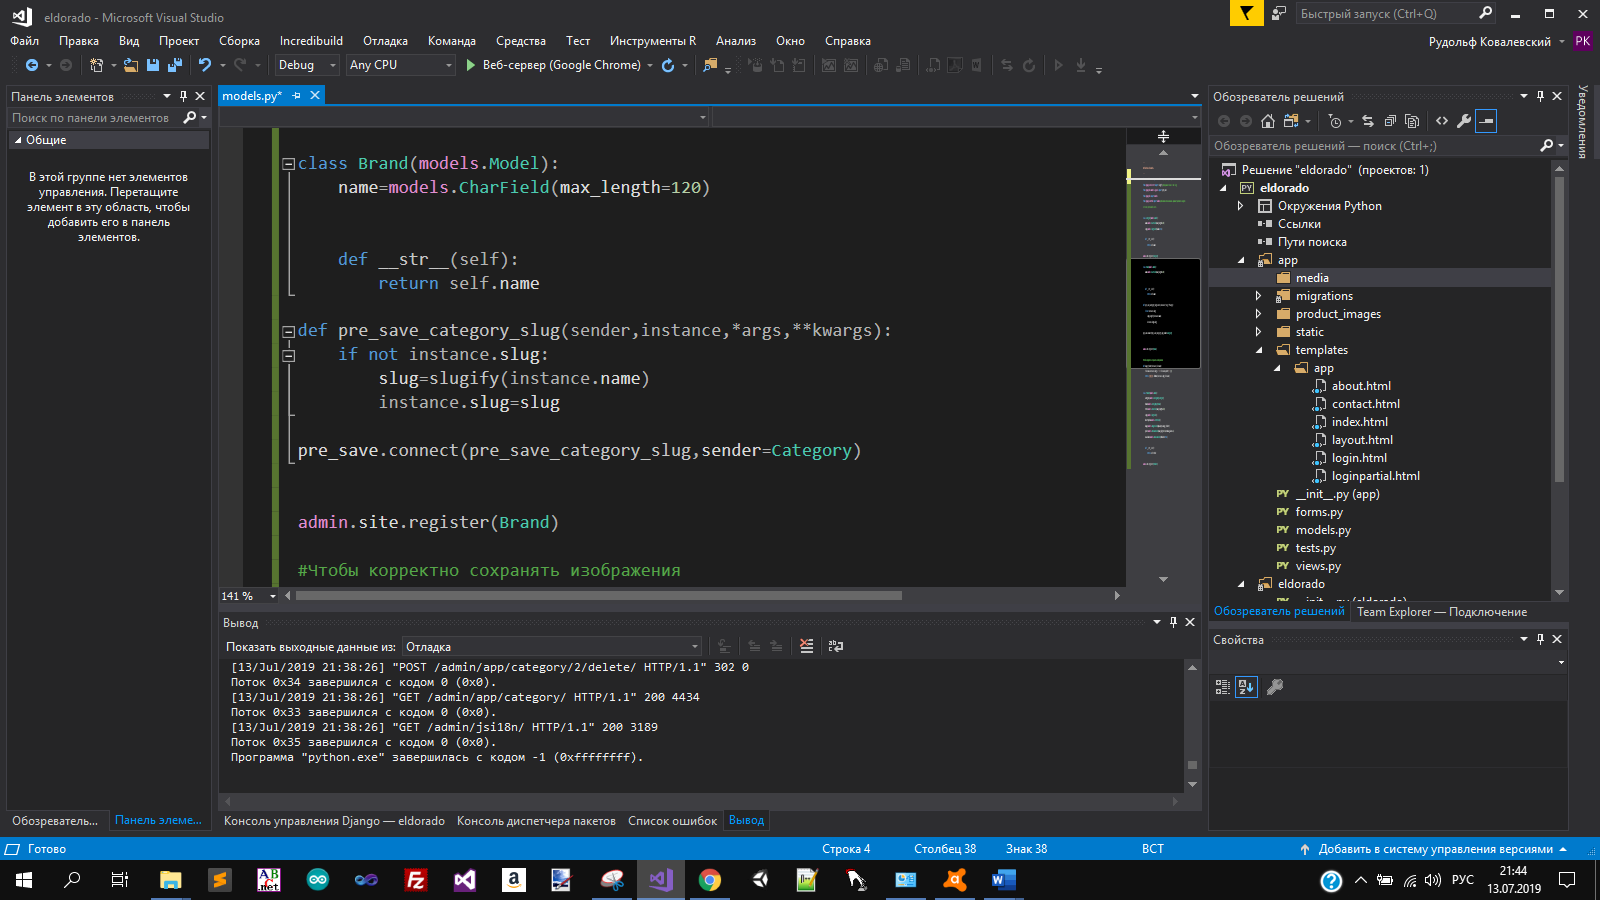 eldorado - Microsoft Visual Studio
Быстрый запуск (Ctrl+Q)
Файл Правка Вид Проект Сборка Incredibuild Отладка Команда Средства Тест Инструменты R Анализ Окно Справка
Рудольф Ковалевский РК
Debug Any CPU Веб-сервер (Google Chrome)
Панель элементов
Поиск по панели элементов
Общие
В этой группе нет элементов
управления. Перетащите
элемент в эту область, чтобы
добавить его в панель
элементов.
Обозреватель... Панель элеме...
models.py*
class Brand(models.Model):
name=models.CharField(max_length=120)
def __str__(self):
return self.name
def pre_save_category_slug(sender,instance,*args,**kwargs):
if not instance.slug:
slug=slugify(instance.name)
instance.slug=slug
pre_save.connect(pre_save_category_slug,sender=Category)
admin.site.register(Brand)
#Чтобы корректно сохранять изображения
141 %
Вывод
Показать выходные данные из: Отладка
[13/Jul/2019 21:38:26] "POST /admin/app/category/2/delete/ HTTP/1.1" 302 0
Поток 0x34 завершился с кодом 0 (0x0).
[13/Jul/2019 21:38:26] "GET /admin/app/category/ HTTP/1.1" 200 4434
Поток 0x33 завершился с кодом 0 (0x0).
[13/Jul/2019 21:38:26] "GET /admin/jsi18n/ HTTP/1.1" 200 3189
Поток 0x35 завершился с кодом 0 (0x0).
Программа "python.exe" завершилась с кодом -1 (0xffffffff).
Консоль управления Django — eldorado Консоль диспетчера пакетов Список ошибок Вывод
Обозреватель решений
Обозреватель решений — поиск (Ctrl+;)
Решение "eldorado" (проектов: 1)
eldorado
Окружения Python
Ссылки
Пути поиска
app
media
migrations
product_images
static
templates
app
about.html
contact.html
index.html
layout.html
login.html
loginpartial.html
__init__.py (app)
forms.py
models.py
tests.py
views.py
eldorado
__init__.py (eldorado)
Обозреватель решений Team Explorer — Подключение
Свойства
Уведомления
Готово Строка 4 Столбец 38 Знак 38 ВСТ Добавить в систему управления версиями
РУС
21:44
13.07.2019